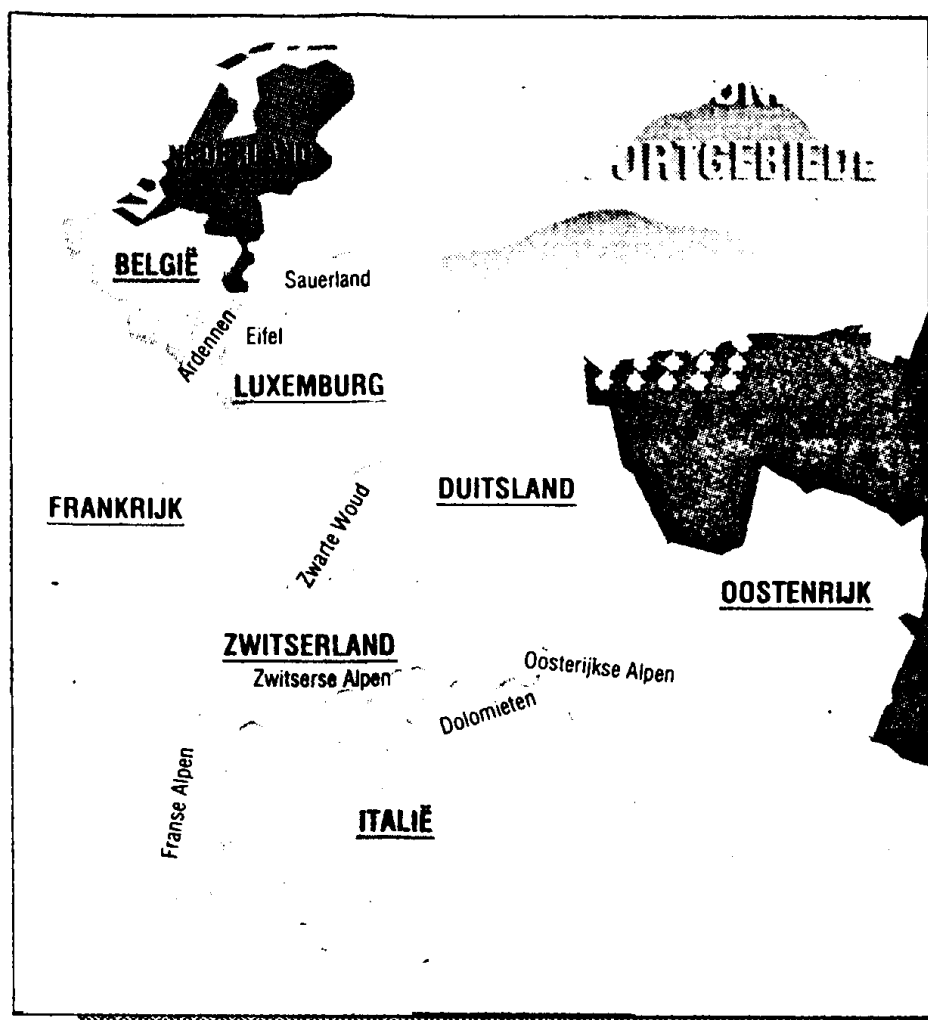 NEDERLAND
BELGIË
Sauerland
Ardennen
Eifel
LUXEMBURG
FRANKRIJK
Zwarte Woud
DUITSLAND
OOSTENRIJK
ZWITSERLAND
Zwitserse Alpen
Oosterijkse Alpen
Dolomieten
Franse Alpen
ITALIË